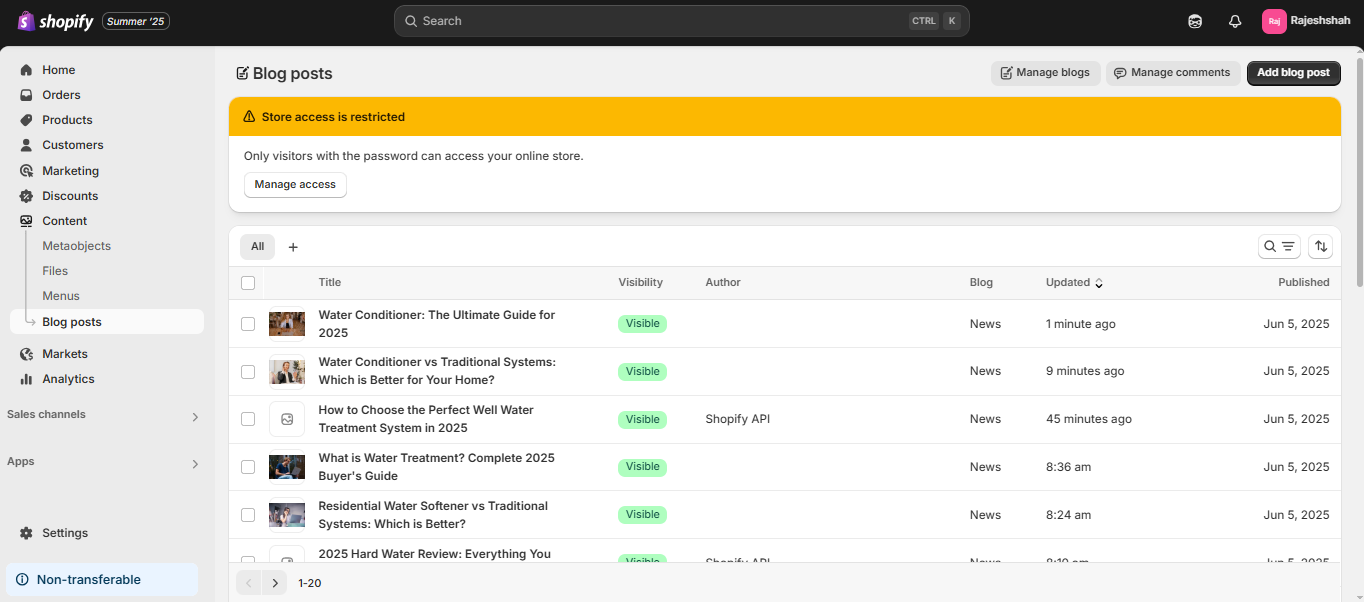 shopify Summer '25
Search CTRL K
Raj Rajeshshah
Home
Orders
Products
Customers
Marketing
Discounts
Content
Metaobjects
Files
Menus
Blog posts
Markets
Analytics
Sales channels
Apps
Settings
Non-transferable
Blog posts
Manage blogs Manage comments Add blog post
Store access is restricted
Only visitors with the password can access your online store.
Manage access
All +
Title Visibility Author Blog Updated Published
Water Conditioner: The Ultimate Guide for
2025
Visible News 1 minute ago Jun 5, 2025
Water Conditioner vs Traditional Systems:
Which is Better for Your Home?
Visible News 9 minutes ago Jun 5, 2025
How to Choose the Perfect Well Water
Treatment System in 2025
Visible Shopify API News 45 minutes ago Jun 5, 2025
What is Water Treatment? Complete 2025
Buyer's Guide
Visible News 8:36 am Jun 5, 2025
Residential Water Softener vs Traditional
Systems: Which is Better?
Visible News 8:24 am Jun 5, 2025
2025 Hard Water Review: Everything You
Visible Shopify API News Jun 5, 2025
1-20